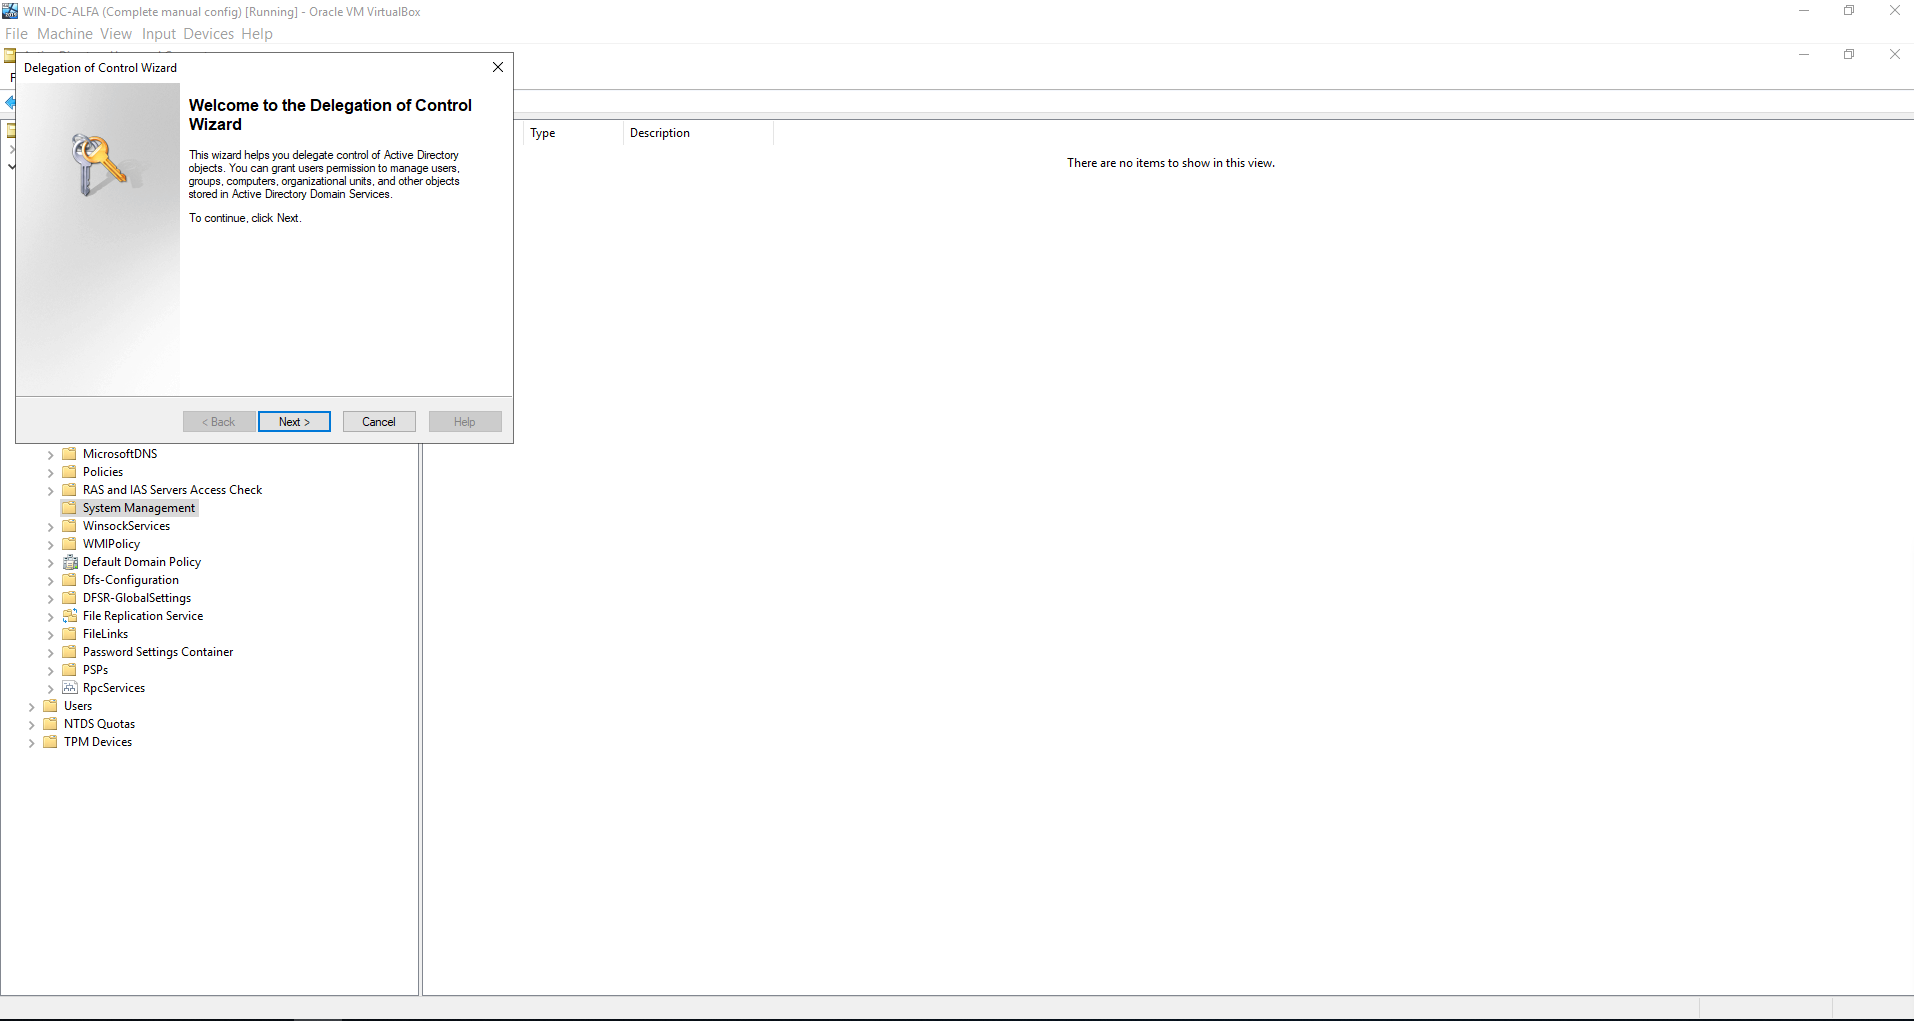 WIN-DC-ALFA (Complete manual config) [Running] - Oracle VM VirtualBox
File Machine View Input Devices Help
Delegation of Control Wizard
Welcome to the Delegation of Control
Wizard
This wizard helps you delegate control of Active Directory
objects. You can grant users permission to manage users,
groups, computers, organizational units, and other objects
stored in Active Directory Domain Services.
To continue, click Next.
< Back Next > Cancel Help
Type Description
There are no items to show in this view.
MicrosoftDNS
Policies
RAS and IAS Servers Access Check
System Management
WinsockServices
WMIPolicy
Default Domain Policy
Dfs-Configuration
DFSR-GlobalSettings
File Replication Service
FileLinks
Password Settings Container
PSPs
RpcServices
Users
NTDS Quotas
TPM Devices